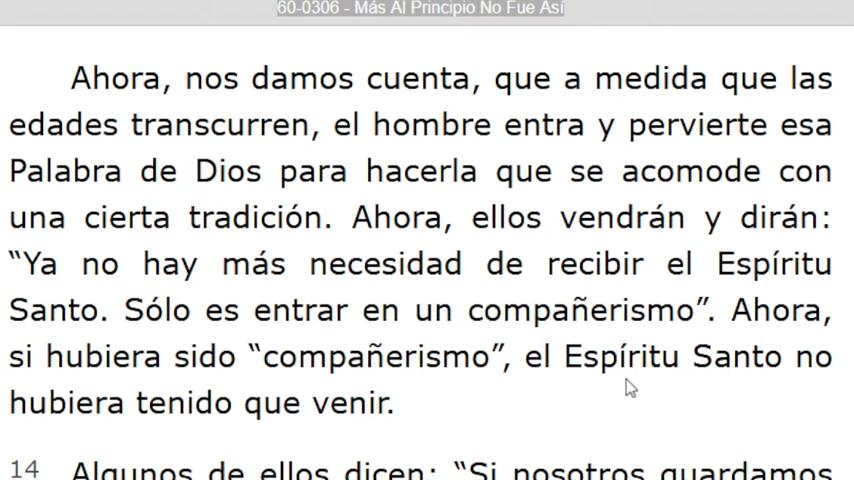 60-0306 - Más Al Principio No Fue Así
Ahora, nos damos cuenta, que a medida que las
edades transcurren, el hombre entra y pervierte esa
Palabra de Dios para hacerla que se acomode con
una cierta tradición. Ahora, ellos vendrán y dirán:
“Ya no hay más necesidad de recibir el Espíritu
Santo. Sólo es entrar en un compañerismo”. Ahora,
si hubiera sido “compañerismo”, el Espíritu Santo no
hubiera tenido que venir.
14 Algunos de ellos dicen: “Si nosotros guardamos